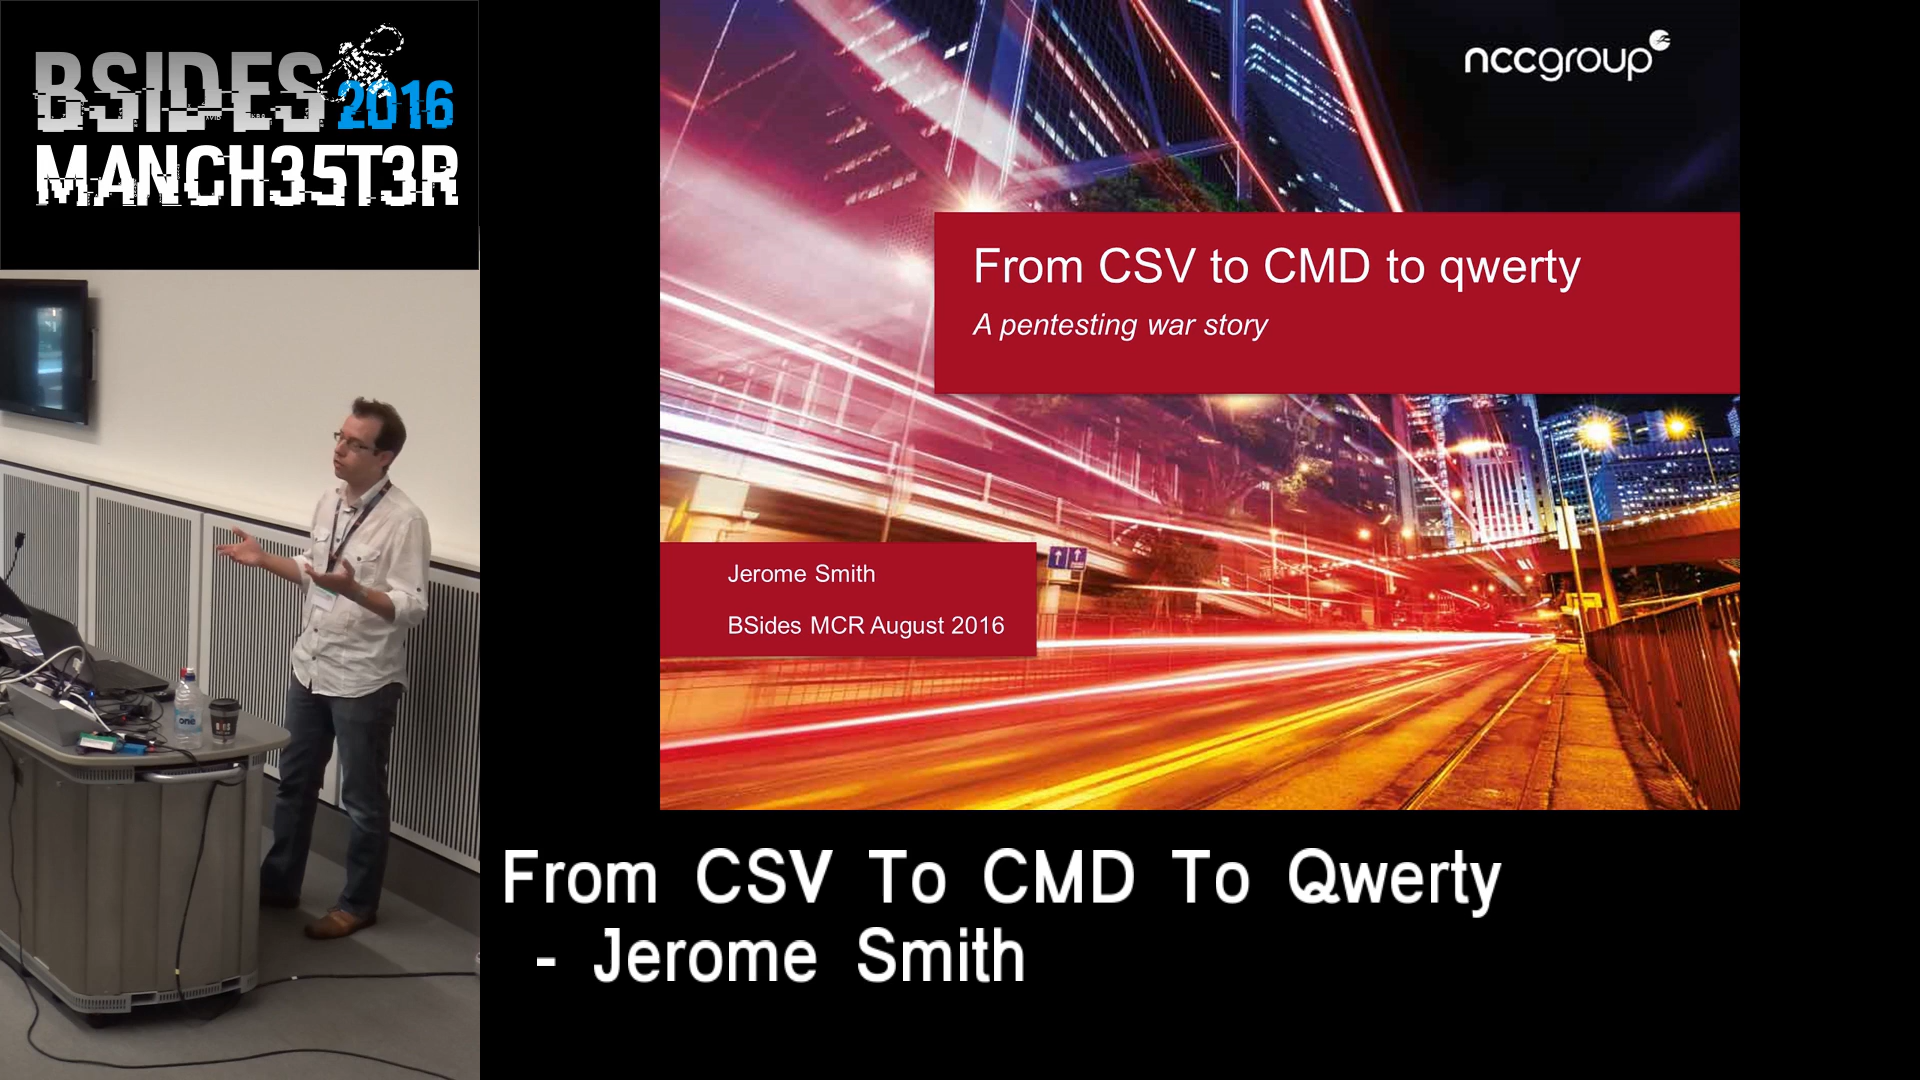 BSIDES 2016
MANCH35T3R
nccgroup
From CSV to CMD to qwerty
A pentesting war story
Jerome Smith
BSides MCR August 2016
one
From CSV To CMD To Qwerty
- Jerome Smith